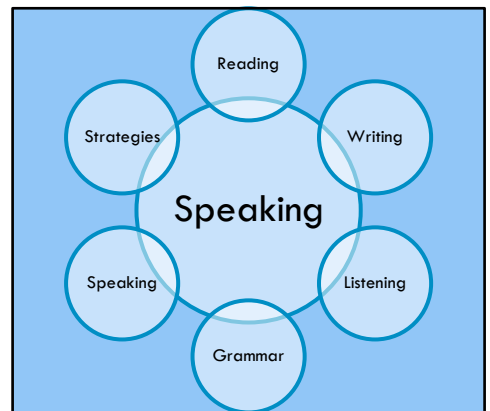 Reading
Strategies
Writing
Speaking
Speaking
Listening
Grammar